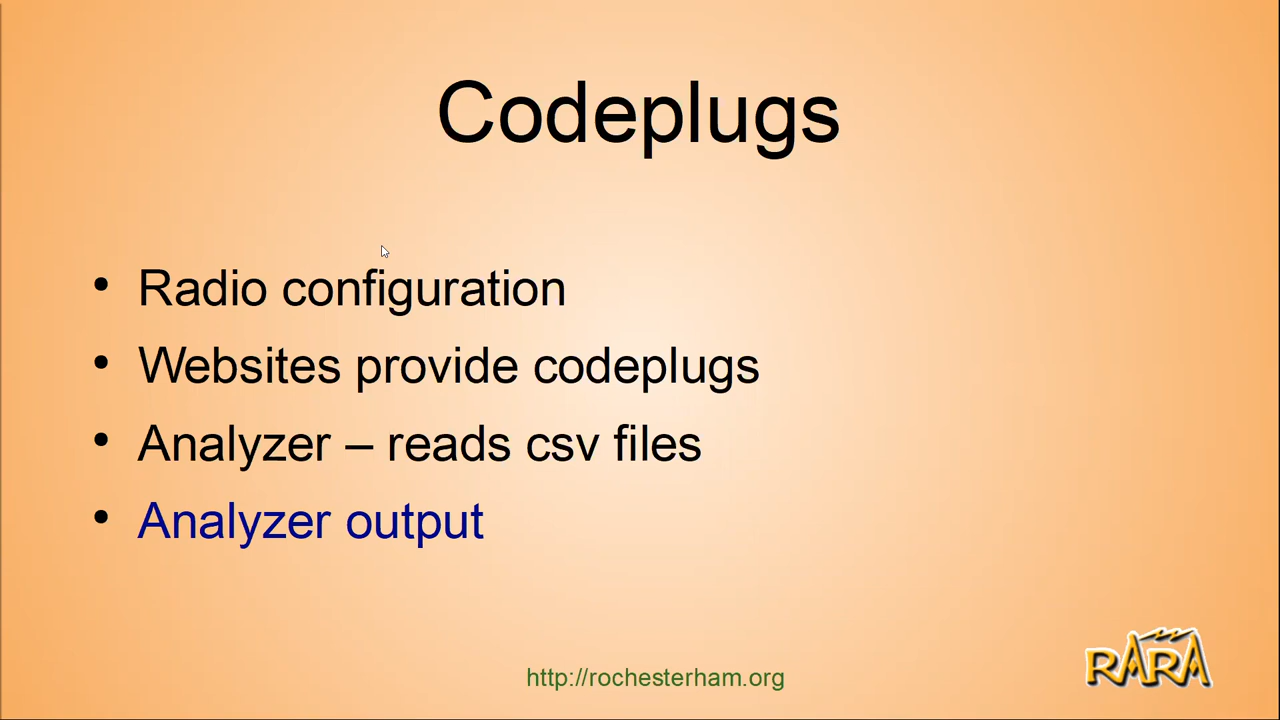 Codeplugs
• Radio configuration
• Websites provide codeplugs
• Analyzer – reads csv files
• Analyzer output
http://rochesterham.org
RARA